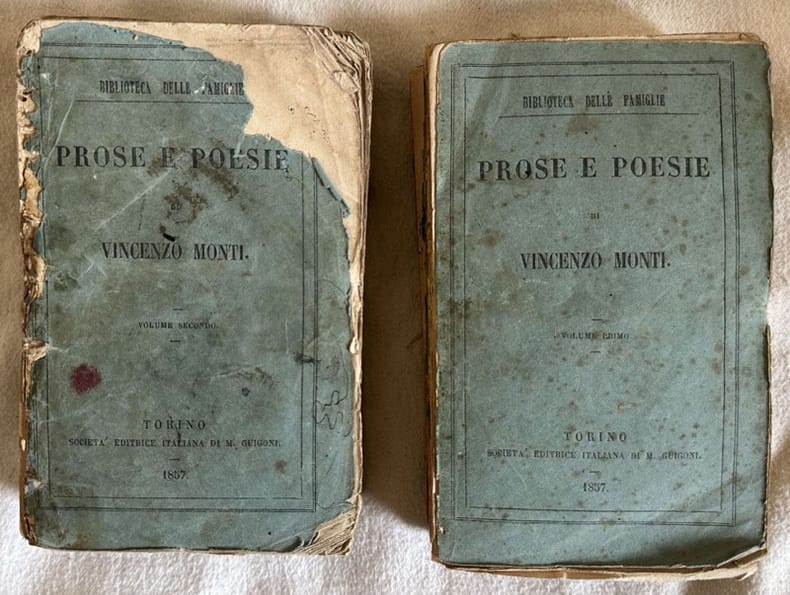 BIBLIOTECA DELLE FAMIGLIE
PROSE E POESIE
DI
VINCENZO MONTI.
VOLUME SECONDO.
TORINO
SOCIETA' EDITRICE ITALIANA DI M. GUIGONI.
1857.
BIBLIOTECA DELLE FAMIGLIE
PROSE E POESIE
DI
VINCENZO MONTI.
VOLUME PRIMO.
TORINO
SOCIETA' EDITRICE ITALIANA DI M. GUIGONI.
1857.